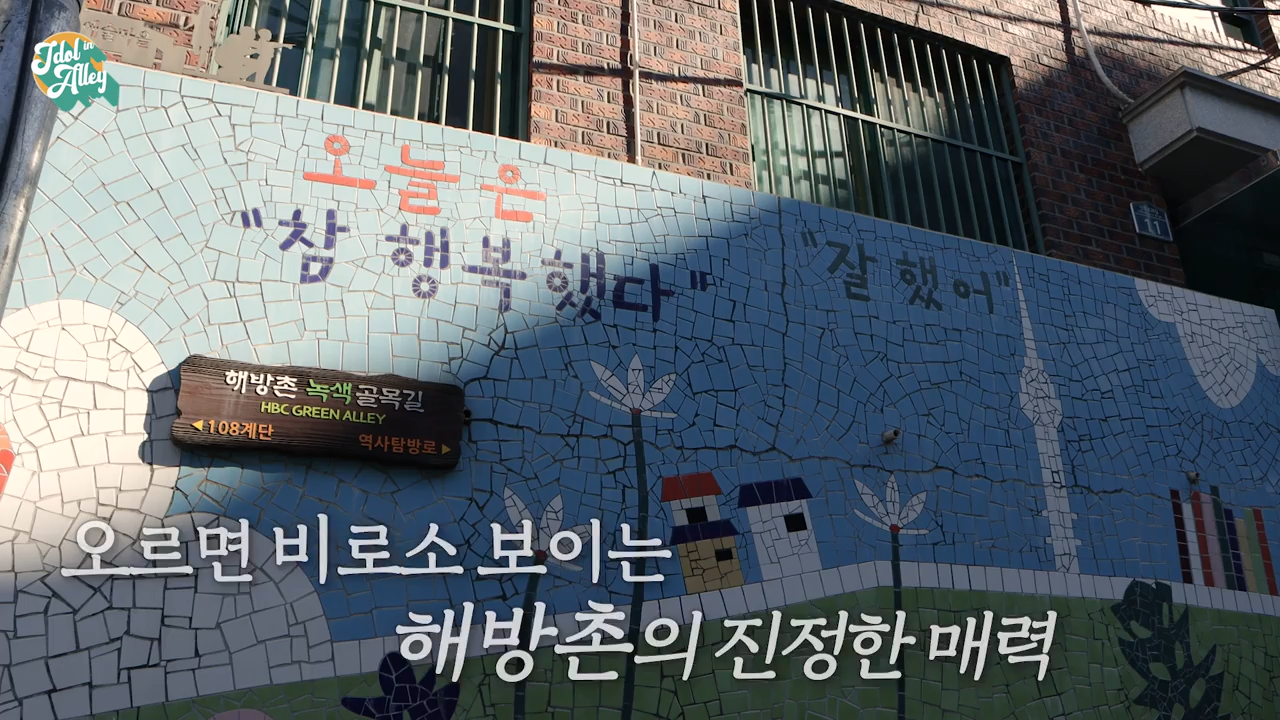 Idol in
Alley
오늘은
"참 행복했다"
"잘 했어"
11
해방촌 녹색 골목길
HBC GREEN ALLEY
◀108계단
역사탐방로▶
오르면 비로소 보이는
해방촌의 진정한 매력